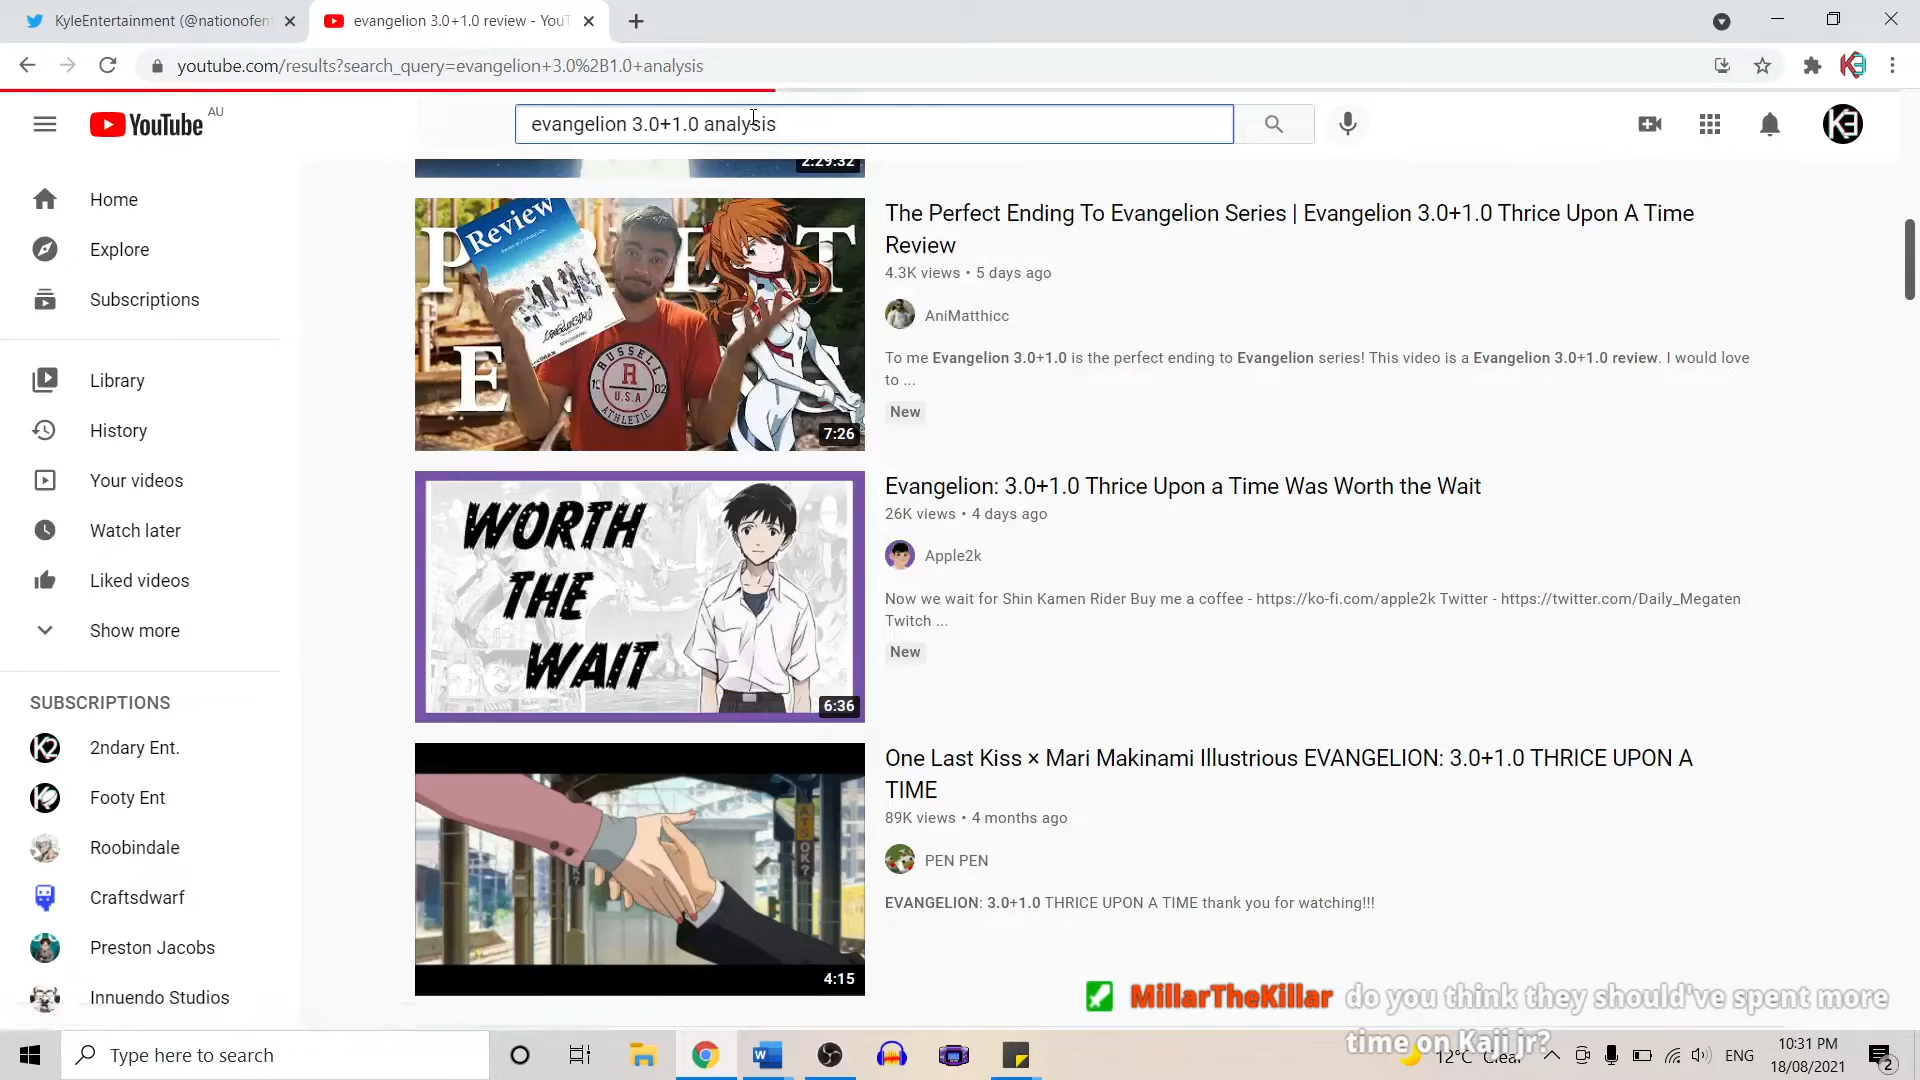 KyleEntertainment (@nationofent
evangelion 3.0+1.0 review - YouT
youtube.com/results?search_query=evangelion+3.0%2B1.0+analysis
YouTube AU
evangelion 3.0+1.0 analysis
Home
Explore
Subscriptions
Library
History
Your videos
Watch later
Liked videos
Show more
SUBSCRIPTIONS
2ndary Ent.
Footy Ent
Roobindale
Craftsdwarf
Preston Jacobs
Innuendo Studios
2:29:32
Review
RUSSELL
R
U.S.A
ATHLETIC
7:26
The Perfect Ending To Evangelion Series | Evangelion 3.0+1.0 Thrice Upon A Time
Review
4.3K views • 5 days ago
AniMatthicc
To me Evangelion 3.0+1.0 is the perfect ending to Evangelion series! This video is a Evangelion 3.0+1.0 review. I would love
to ...
New
WORTH
THE
WAIT
6:36
Evangelion: 3.0+1.0 Thrice Upon a Time Was Worth the Wait
26K views • 4 days ago
Apple2k
Now we wait for Shin Kamen Rider Buy me a coffee - https://ko-fi.com/apple2k Twitter - https://twitter.com/Daily_Megaten
Twitch ...
New
4:15
One Last Kiss × Mari Makinami Illustrious EVANGELION: 3.0+1.0 THRICE UPON A
TIME
89K views • 4 months ago
PEN PEN
EVANGELION: 3.0+1.0 THRICE UPON A TIME thank you for watching!!!
MillarTheKillar do you think they should've spent more
time on Kaji jr?
Type here to search
12°C Clear
ENG
10:31 PM
18/08/2021
2